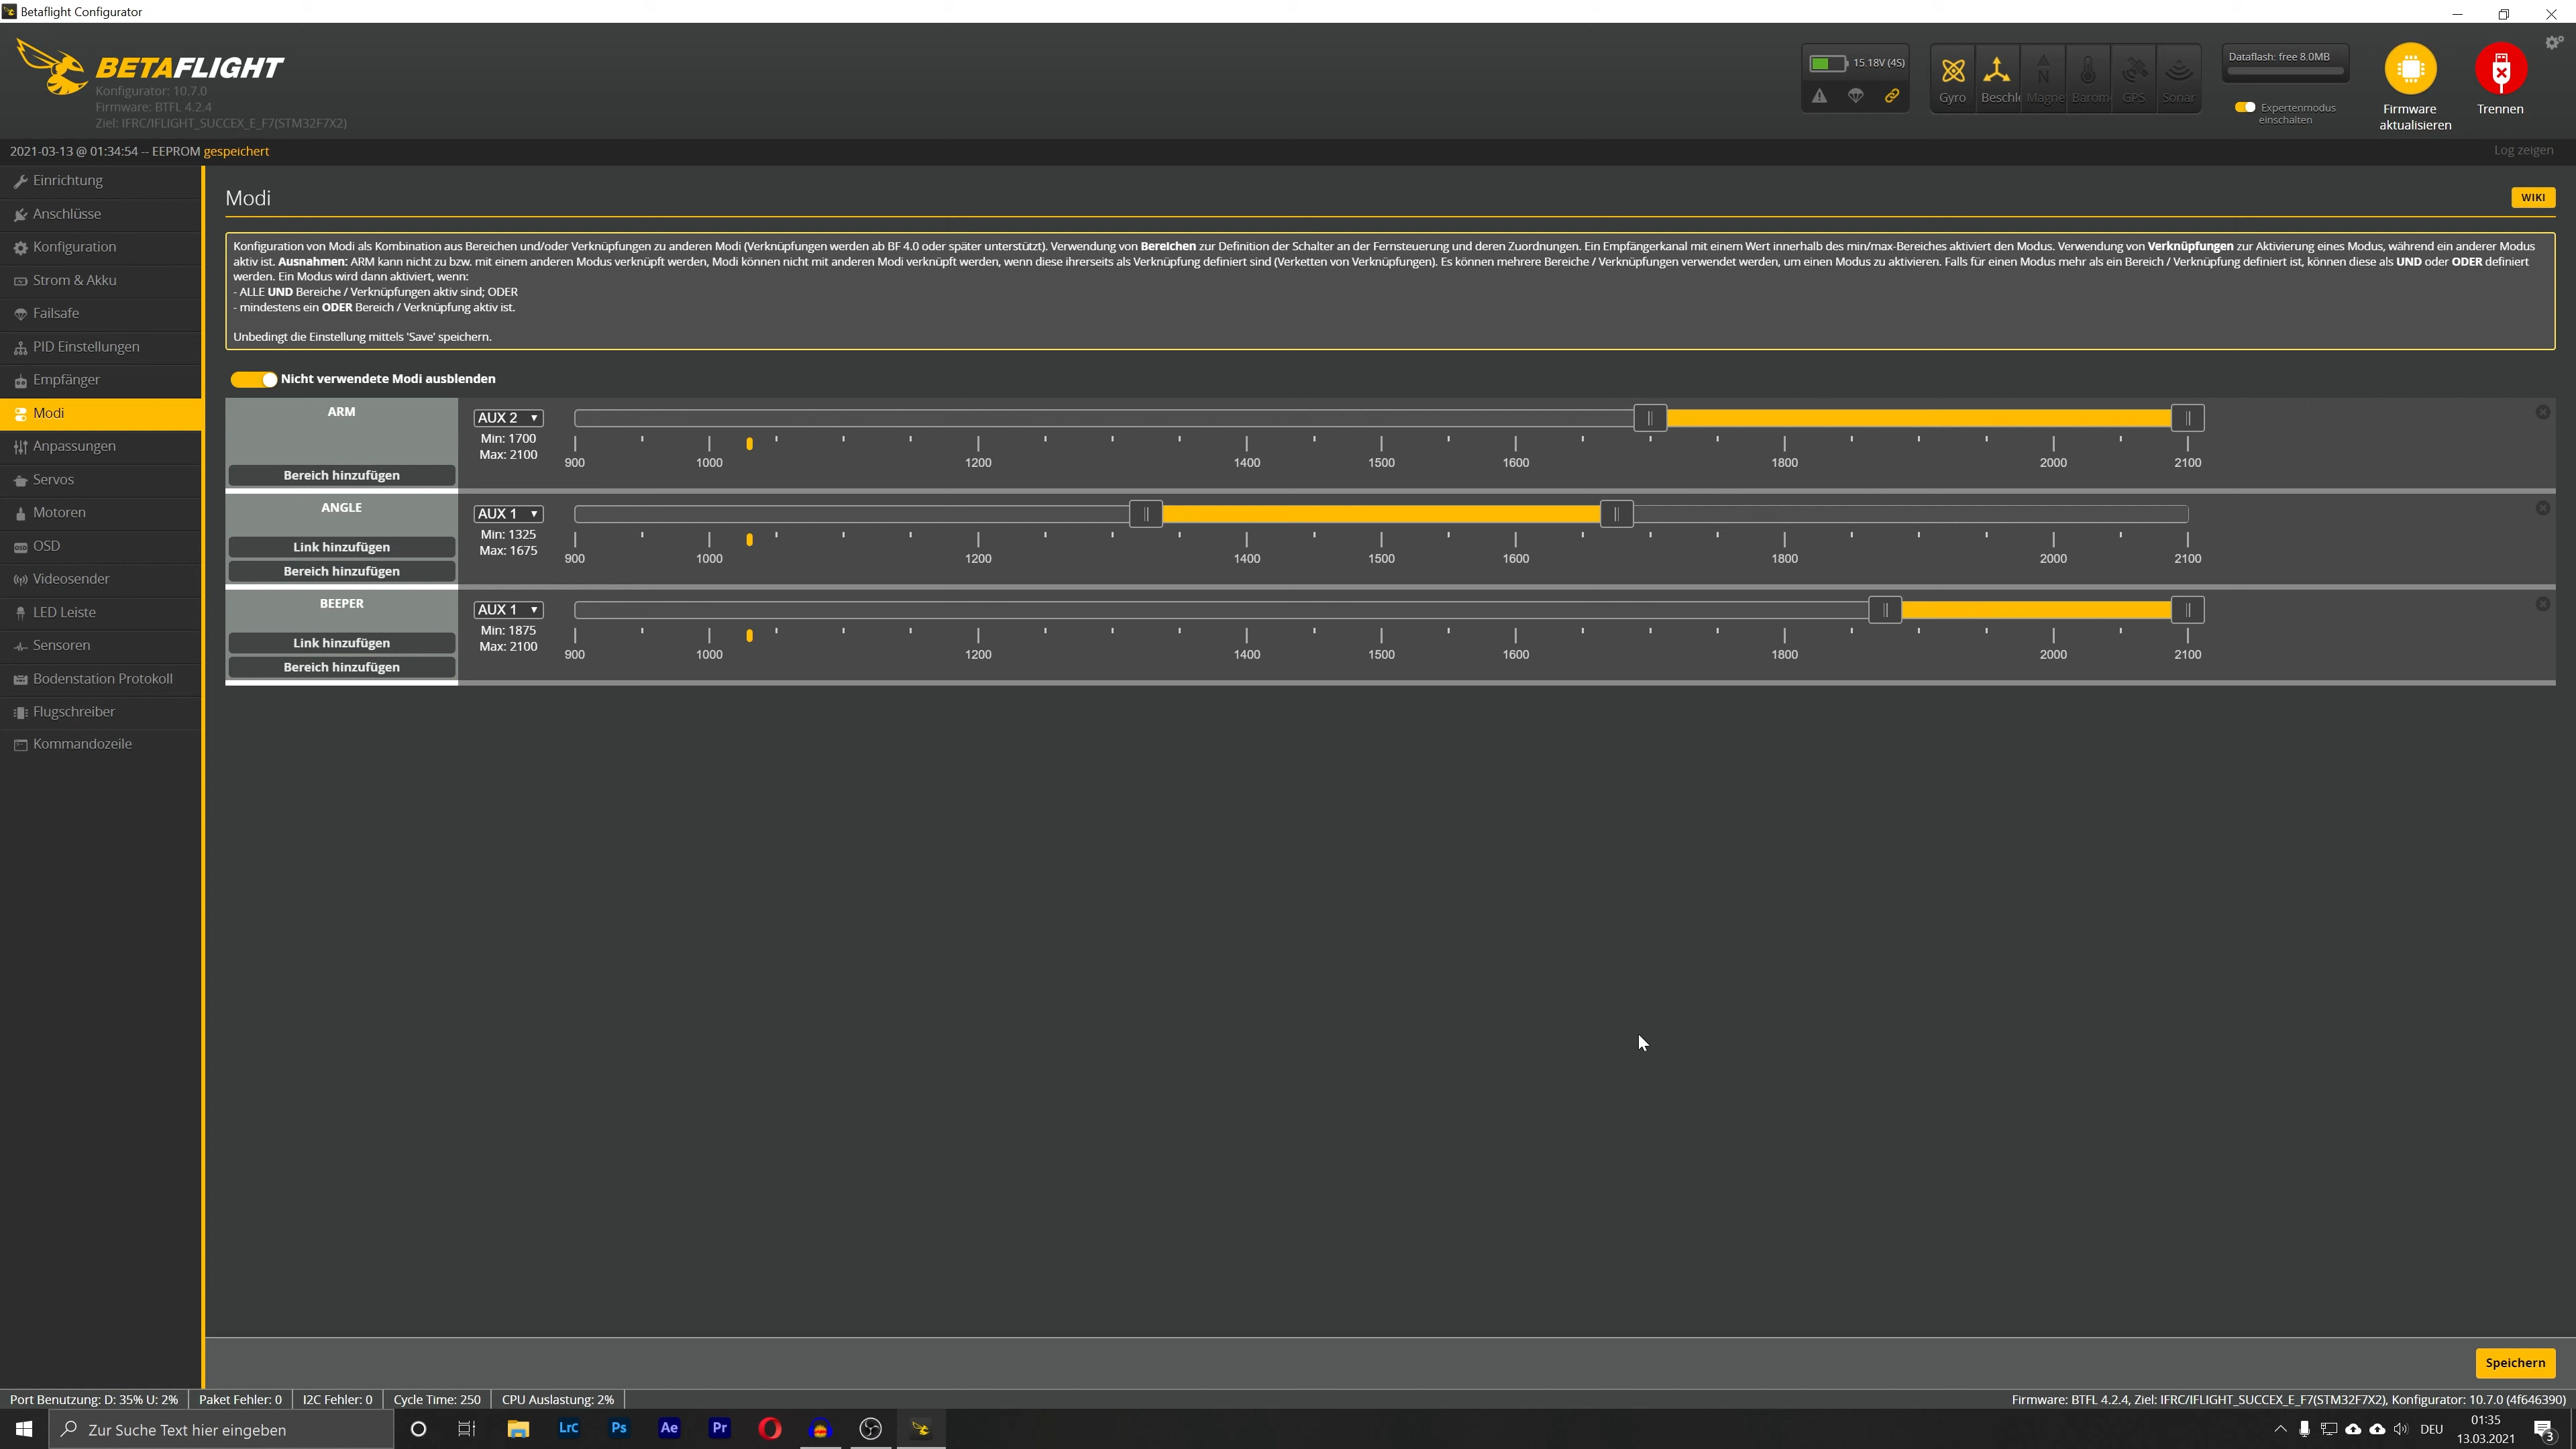 Betaflight Configurator
BETAFLIGHT
Konfigurator: 10.7.0
Firmware: BTFL 4.2.4
Ziel: IFRC/IFLIGHT_SUCCEX_E_F7(STM32F7X2)
15.18V (4S)
Gyro
Beschle
Magne
Barom
GPS
Sonar
Dataflash: free 8.0MB
Expertenmodus
einschalten
Firmware
aktualisieren
Trennen
2021-03-13 @ 01:34:54 -- EEPROM gespeichert
Log zeigen
Einrichtung
Anschlüsse
Konfiguration
Strom & Akku
Failsafe
PID Einstellungen
Empfänger
Modi
Anpassungen
Servos
Motoren
OSD
Videosender
LED Leiste
Sensoren
Bodenstation Protokoll
Flugschreiber
Kommandozeile
Modi
WIKI
Konfiguration von Modi als Kombination aus Bereichen und/oder Verknüpfungen zu anderen Modi (Verknüpfungen werden ab BF 4.0 oder später unterstützt). Verwendung von Bereichen zur Definition der Schalter an der Fernsteuerung und deren Zuordnungen. Ein Empfängerkanal mit einem Wert innerhalb des min/max-Bereiches aktiviert den Modus. Verwendung von Verknüpfungen zur Aktivierung eines Modus, während ein anderer Modus
aktiv ist. Ausnahmen: ARM kann nicht zu bzw. mit einem anderen Modus verknüpft werden, Modi können nicht mit anderen Modi verknüpft werden, wenn diese ihrerseits als Verknüpfung definiert sind (Verketten von Verknüpfungen). Es können mehrere Bereiche / Verknüpfungen verwendet werden, um einen Modus zu aktivieren. Falls für einen Modus mehr als ein Bereich / Verknüpfung definiert ist, können diese als UND oder ODER definiert
werden. Ein Modus wird dann aktiviert, wenn:
- ALLE UND Bereiche / Verknüpfungen aktiv sind; ODER
- mindestens ein ODER Bereich / Verknüpfung aktiv ist.
Unbedingt die Einstellung mittels 'Save' speichern.
Nicht verwendete Modi ausblenden
ARM
Bereich hinzufügen
AUX 2
Min: 1700
Max: 2100
900 1000 1200 1400 1500 1600 1800 2000 2100
ANGLE
Link hinzufügen
Bereich hinzufügen
AUX 1
Min: 1325
Max: 1675
900 1000 1200 1400 1500 1600 1800 2000 2100
BEEPER
Link hinzufügen
Bereich hinzufügen
AUX 1
Min: 1875
Max: 2100
900 1000 1200 1400 1500 1600 1800 2000 2100
Speichern
Port Benutzung: D: 35% U: 2% Paket Fehler: 0 I2C Fehler: 0 Cycle Time: 250 CPU Auslastung: 2%
Firmware: BTFL 4.2.4, Ziel: IFRC/IFLIGHT_SUCCEX_E_F7(STM32F7X2), Konfigurator: 10.7.0 (4f646390)
Zur Suche Text hier eingeben
LrC
Ps
Ae
Pr
DEU
01:35
13.03.2021
3